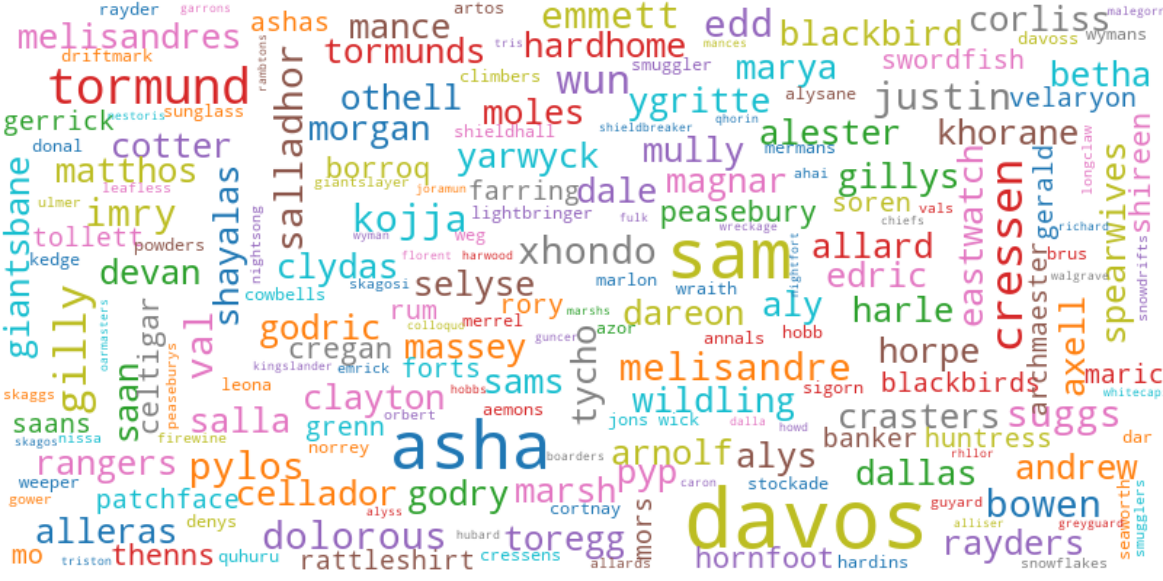 rayder garrons artos emmett edd corliss malegorn
melisandres ashas mance tormunds tris hardhome mances blackbird davoss wymans
driftmark rambtons climbers wun smuggler marya swordfish betha
tormund salladhor othell moles ygritte alysane justin velaryon
gerrick nestoris sunglass morgan shieldhall shieldbreaker qhorin alester khorane longclaw shireen
donal cotter yarwyck mully mermans eastwatch gerald
giantsbane matthos shayalas borroq giantslayer joramun farring dale magnar ahai gillys cressen spearwives
leafless
ulmer imry nightsong kojja lightbringer fulk peasebury soren vals chiefs richard
tollett powders wyman weg wreckage
kedge devan clydas florent harwood xhondo sam allard brus snowdrifts
skagosi selyse marlon wraith edric walgrave
gilly oarmasters cowbells rum rory marshs dareon aly harle archmaester axell
celtigar val godric colloquo merrel azor hobb
saan peaseburys cregan massey guncer tycho annals horpe
kingslander emrick forts melisandre maric
skaggs leona clayton hobbs sams sigorn blackbirds whitecap
saans salla orbert aemons wildling crasters suggs
skagos nissa firewine grenn asha jons wick dalla howd banker huntress dar
norrey arnolf alys rhllor
rangers pylos boarders pyp caron dallas andrew
weeper stockade
gower patchface cellador godry marsh cortnay mors davos guyard bowen seaworth smugglers
alyss
alleras denys dolorous hubard toregg alliser greyguard
mo triston thenns quhuru rattleshirt cressens allards hornfoot hardins rayders snowflakes